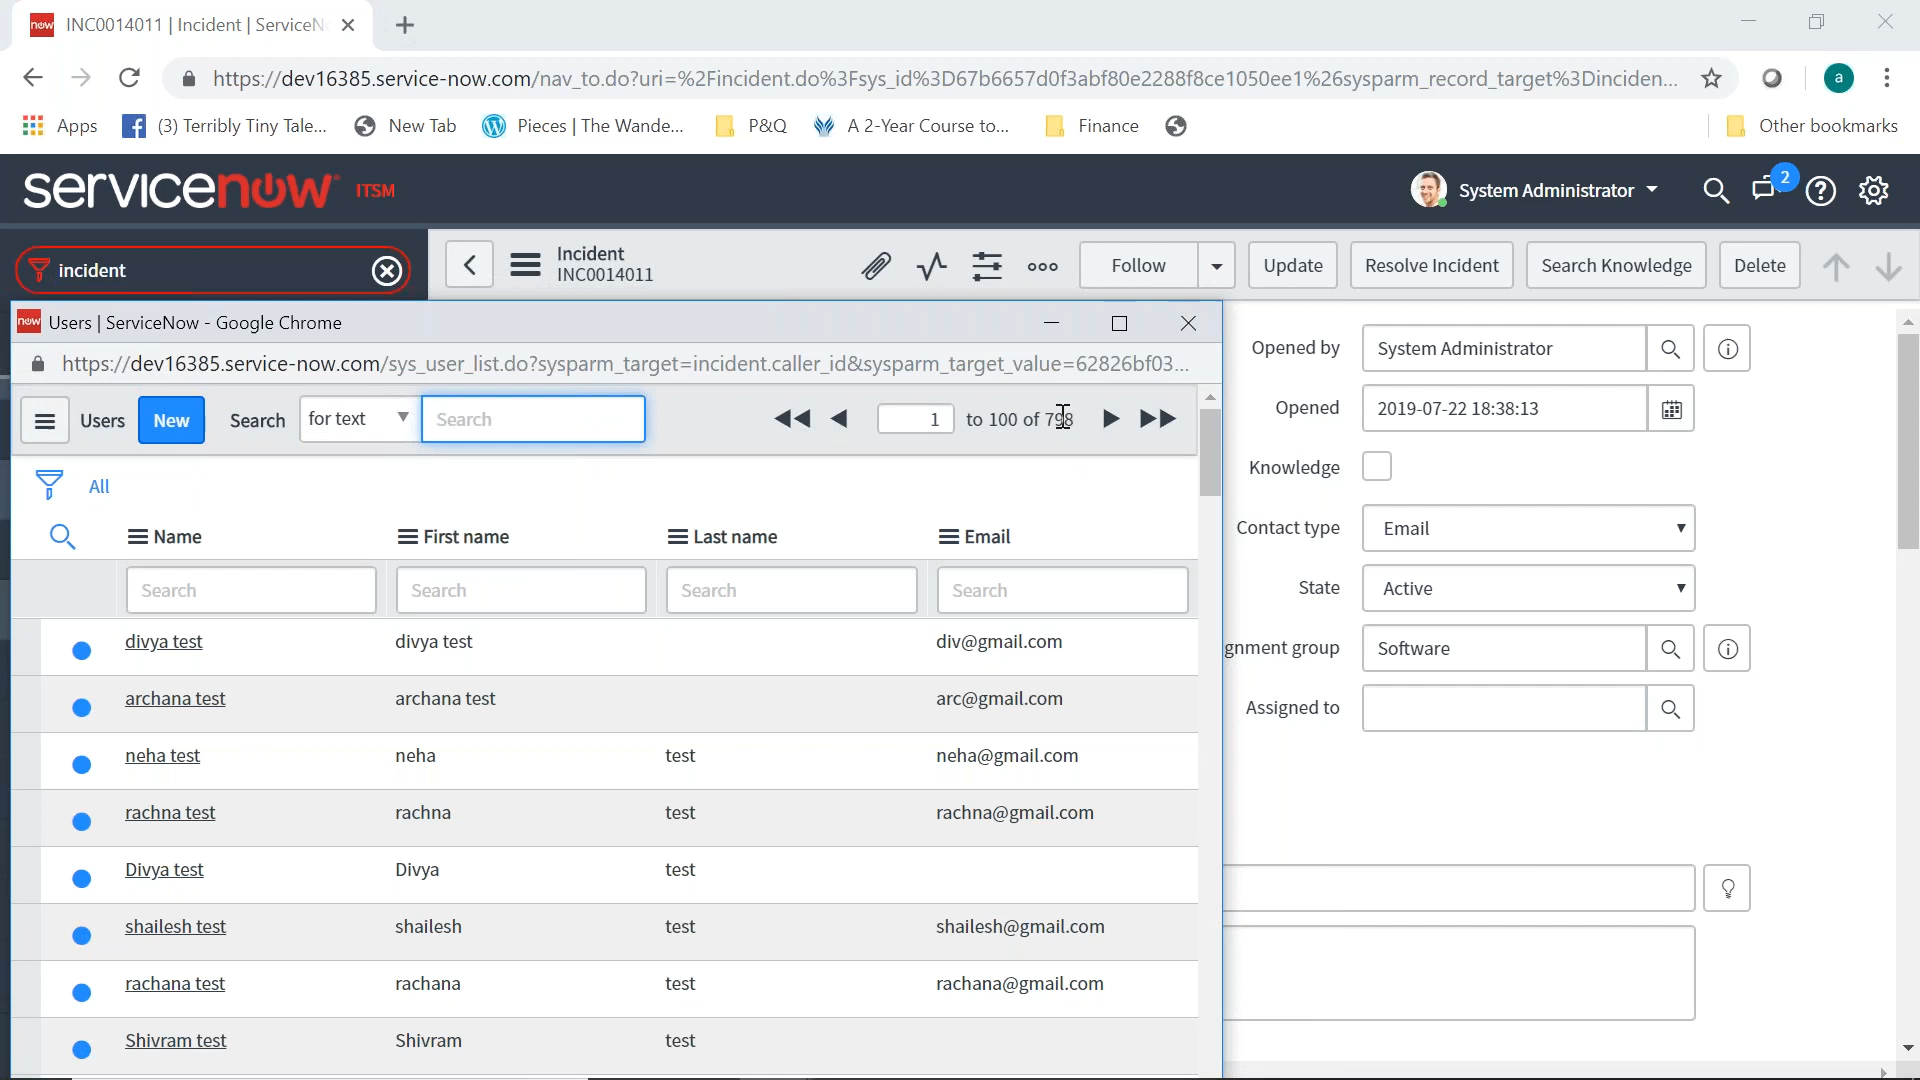 now INC0014011 | Incident | ServiceN
https://dev16385.service-now.com/nav_to.do?uri=%2Fincident.do%3Fsys_id%3D67b6657d0f3abf80e2288f8ce1050ee1%26sysparm_record_target%3Dinciden... a
Apps (3) Terribly Tiny Tale... New Tab Pieces | The Wande... P&Q A 2-Year Course to... Finance Other bookmarks
servicenow ITSM System Administrator 2
incident
Incident
INC0014011
Follow Update Resolve Incident Search Knowledge Delete
now Users | ServiceNow - Google Chrome
https://dev16385.service-now.com/sys_user_list.do?sysparm_target=incident.caller_id&sysparm_target_value=62826bf03...
Users New Search for text Search 1 to 100 of 798
All
Name First name Last name Email
Search Search Search Search
divya test divya test div@gmail.com
archana test archana test arc@gmail.com
neha test neha test neha@gmail.com
rachna test rachna test rachna@gmail.com
Divya test Divya test
shailesh test shailesh test shailesh@gmail.com
rachana test rachana test rachana@gmail.com
Shivram test Shivram test
Opened by System Administrator
Opened 2019-07-22 18:38:13
Knowledge
Contact type Email
State Active
gnment group Software
Assigned to